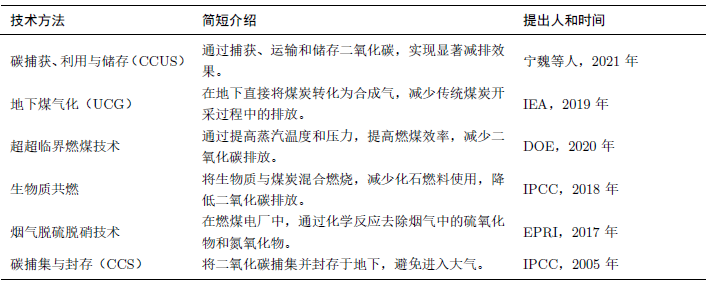 技术方法 简短介绍 提出人和时间
碳捕获、利用与储存（CCUS） 通过捕获、运输和储存二氧化碳，实现显著减排效 宁魏等人，2021 年
果。
地下煤气化（UCG） 在地下直接将煤炭转化为合成气，减少传统煤炭开 IEA，2019 年
采过程中的排放。
超超临界燃煤技术 通过提高蒸汽温度和压力，提高燃煤效率，减少二 DOE，2020 年
氧化碳排放。
生物质共燃 将生物质与煤炭混合燃烧，减少化石燃料使用，降 IPCC，2018 年
低二氧化碳排放。
烟气脱硫脱硝技术 在燃煤电厂中，通过化学反应去除烟气中的硫氧化 EPRI，2017 年
物和氮氧化物。
碳捕集与封存（CCS） 将二氧化碳捕集并封存于地下，避免进入大气。 IPCC，2005 年